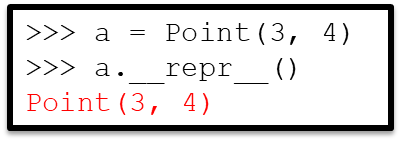 >>> a = Point(3, 4)
>>> a.__repr__()
Point(3, 4)